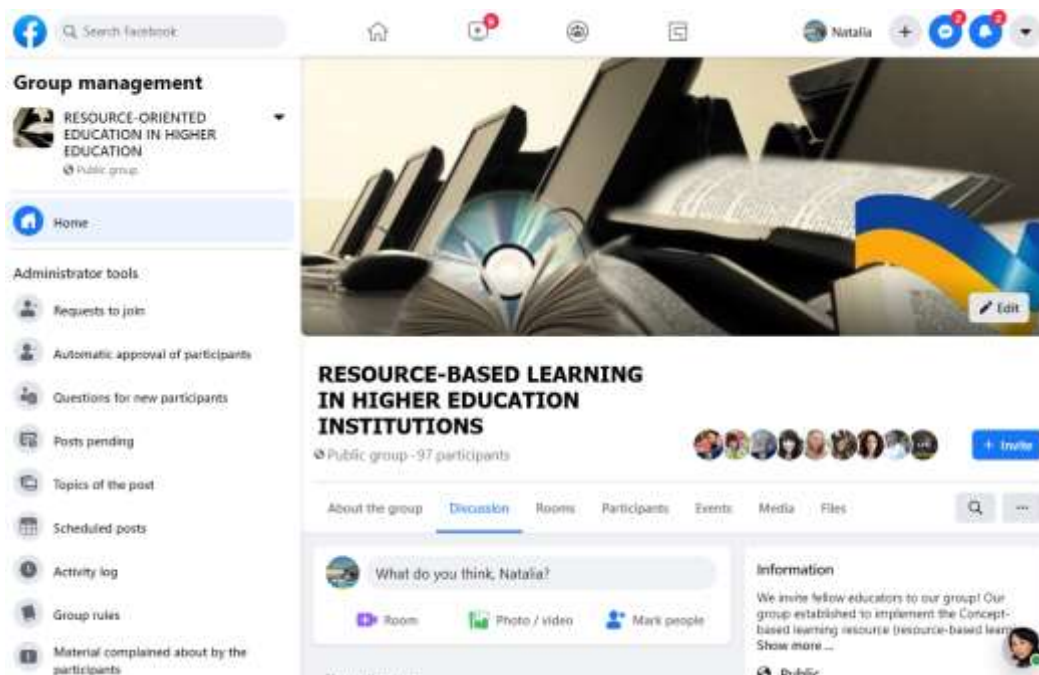 Search Facebook
Natalia
+
2
2
Group management
RESOURCE-ORIENTED
EDUCATION IN HIGHER
EDUCATION
Public group
Home
Administrator tools
Requests to join
Automatic approval of participants
Questions for new participants
Posts pending
Topics of the post
Scheduled posts
Activity log
Group rules
Material complained about by the
participants
Edit
RESOURCE-BASED LEARNING
IN HIGHER EDUCATION
INSTITUTIONS
Public group - 97 participants
+ Invite
About the group Discussion Rooms Participants Events Media Files
What do you think, Natalia?
Room Photo / video Mark people
Information
We invite fellow educators to our group! Our
group established to implement the Concept-
based learning resource (resource-based learn
Show more ...
Public